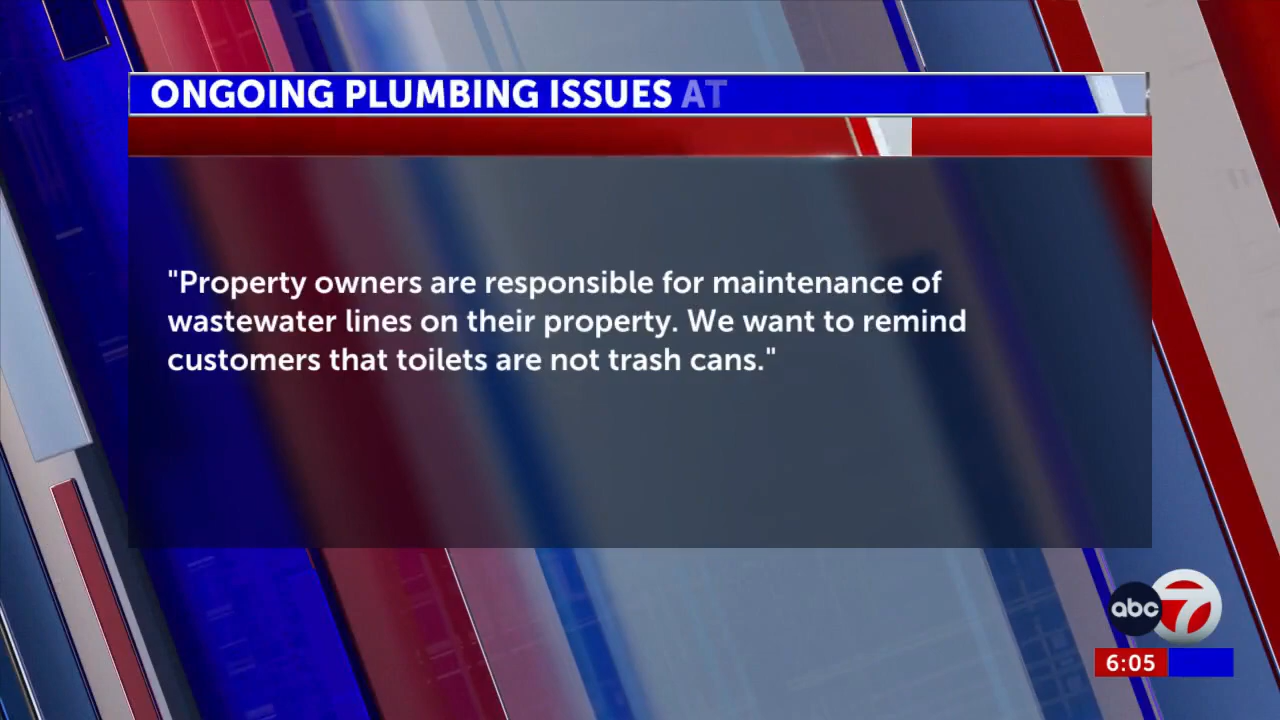 ONGOING PLUMBING ISSUES AT
"Property owners are responsible for maintenance of
wastewater lines on their property. We want to remind
customers that toilets are not trash cans."
abc 7
6:05